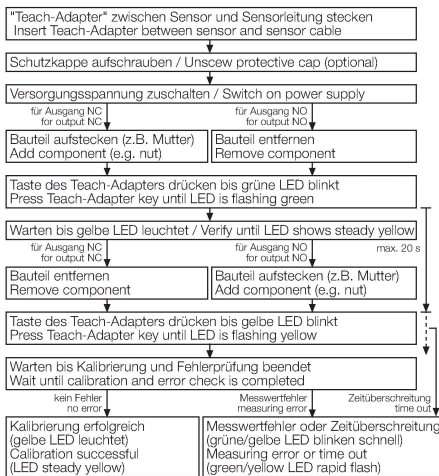 "Teach-Adapter" zwischen Sensor und Sensorleitung stecken
Insert Teach-Adapter between sensor and sensor cable
Schutzkappe aufschrauben / Unscew protective cap (optional)
Versorgungsspannung zuschalten / Switch on power supply
für Ausgang NC
for output NC
für Ausgang NO
for output NO
Bauteil aufstecken (z.B. Mutter)
Add component (e.g. nut)
Bauteil entfernen
Remove component
Taste des Teach-Adapters drücken bis grüne LED blinkt
Press Teach-Adapter key until LED is flashing green
Warten bis gelbe LED leuchtet / Verify until LED shows steady yellow
für Ausgang NC
for output NC
für Ausgang NO
for output NO
max. 20 s
Bauteil entfernen
Remove component
Bauteil aufstecken (z.B. Mutter)
Add component (e.g. nut)
Taste des Teach-Adapters drücken bis gelbe LED blinkt
Press Teach-Adapter key until LED is flashing yellow
Warten bis Kalibrierung und Fehlerprüfung beendet
Wait until calibration and error check is completed
kein Fehler
no error
Messwertfehler
measuring error
Zeitüberschreitung
time out
Kalibrierung erfolgreich
(gelbe LED leuchtet)
Calibration successful
(LED steady yellow)
Messwertfehler oder Zeitüberschreitung
(grüne/gelbe LED blinken schnell)
Measuring error or time out
(green/yellow LED rapid flash)